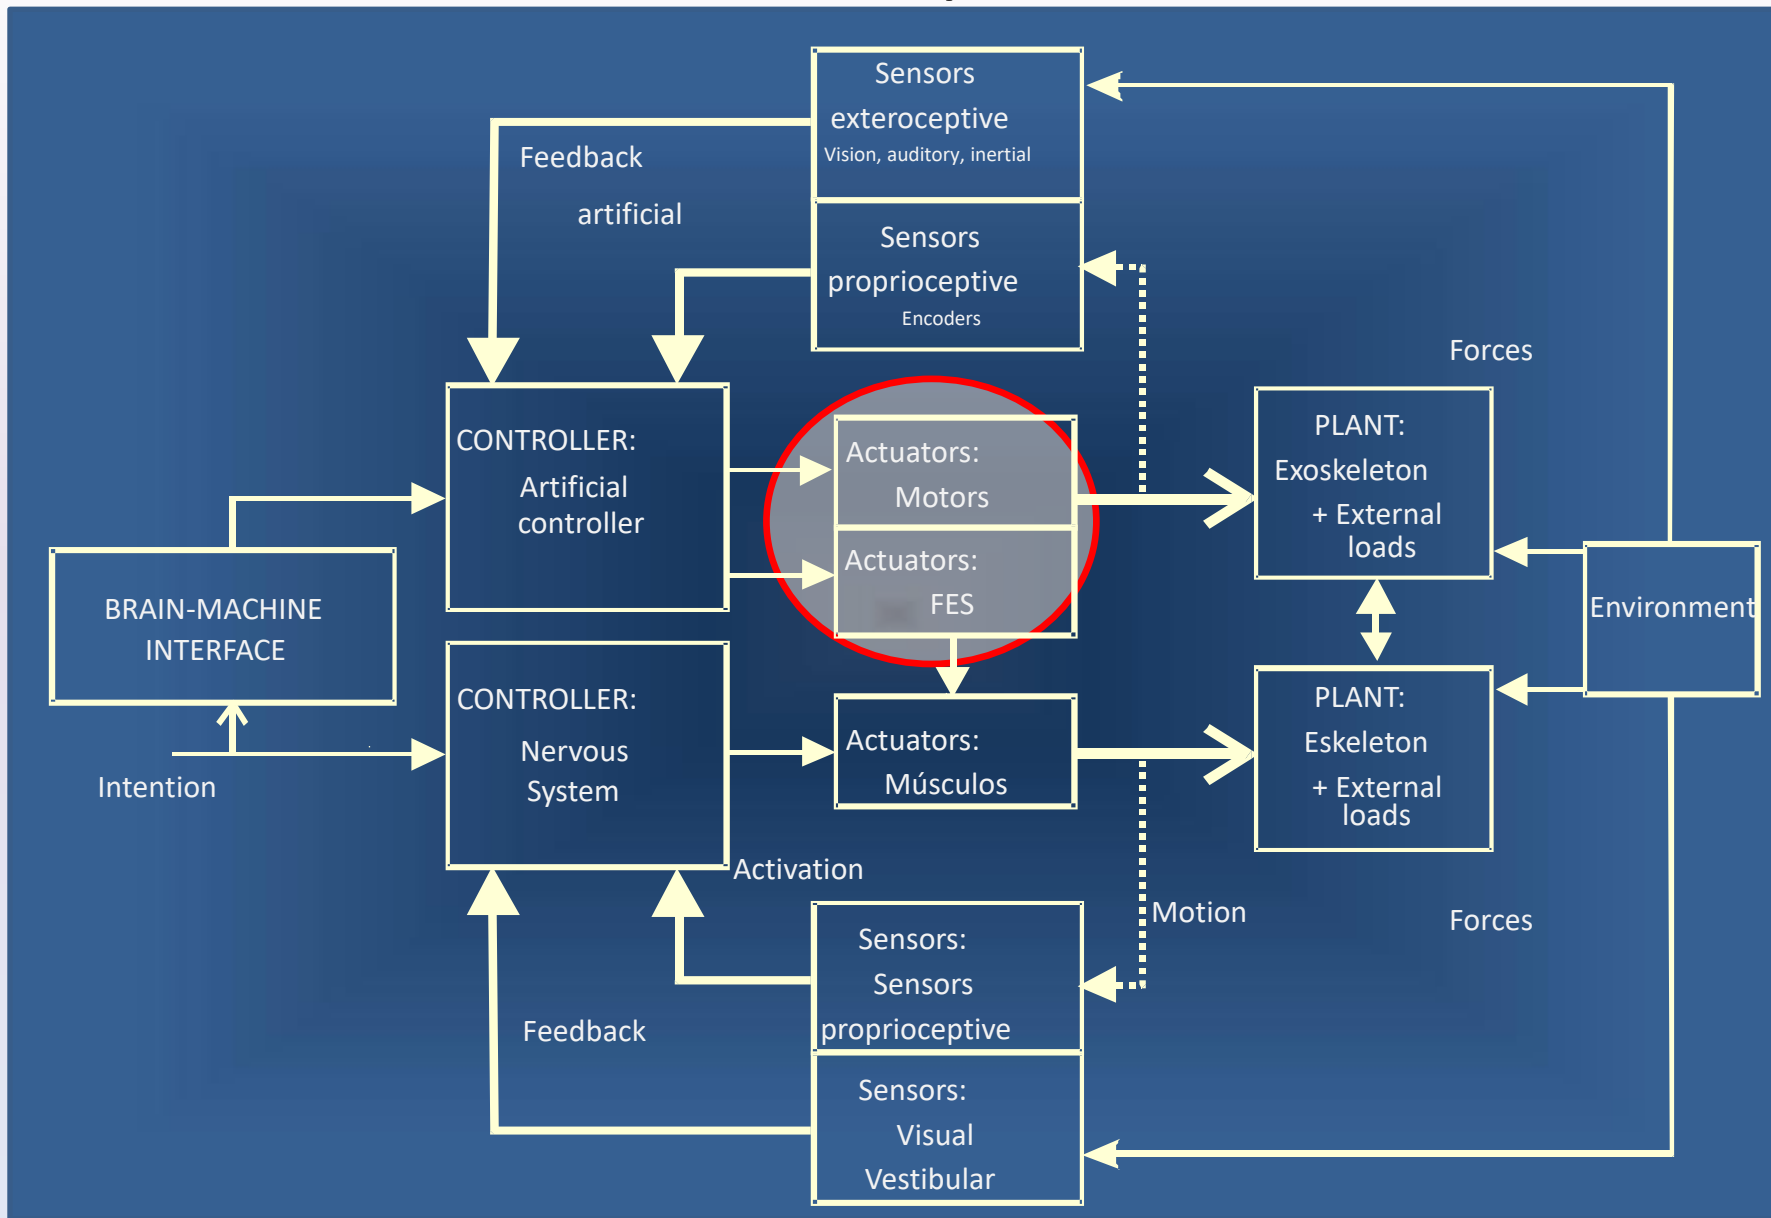 Sensors
exteroceptive
Vision, auditory, inertial
Feedback
artificial
Sensors
proprioceptive
Encoders
Forces
CONTROLLER:
Artificial
controller
Actuators:
Motors
Actuators:
FES
PLANT:
Exoskeleton
+ External
loads
BRAIN-MACHINE
INTERFACE
Environment
Intention
CONTROLLER:
Nervous
System
Actuators:
Músculos
PLANT:
Eskeleton
+ External
loads
Activation
Motion
Forces
Sensors:
Sensors
proprioceptive
Feedback
Sensors:
Visual
Vestibular